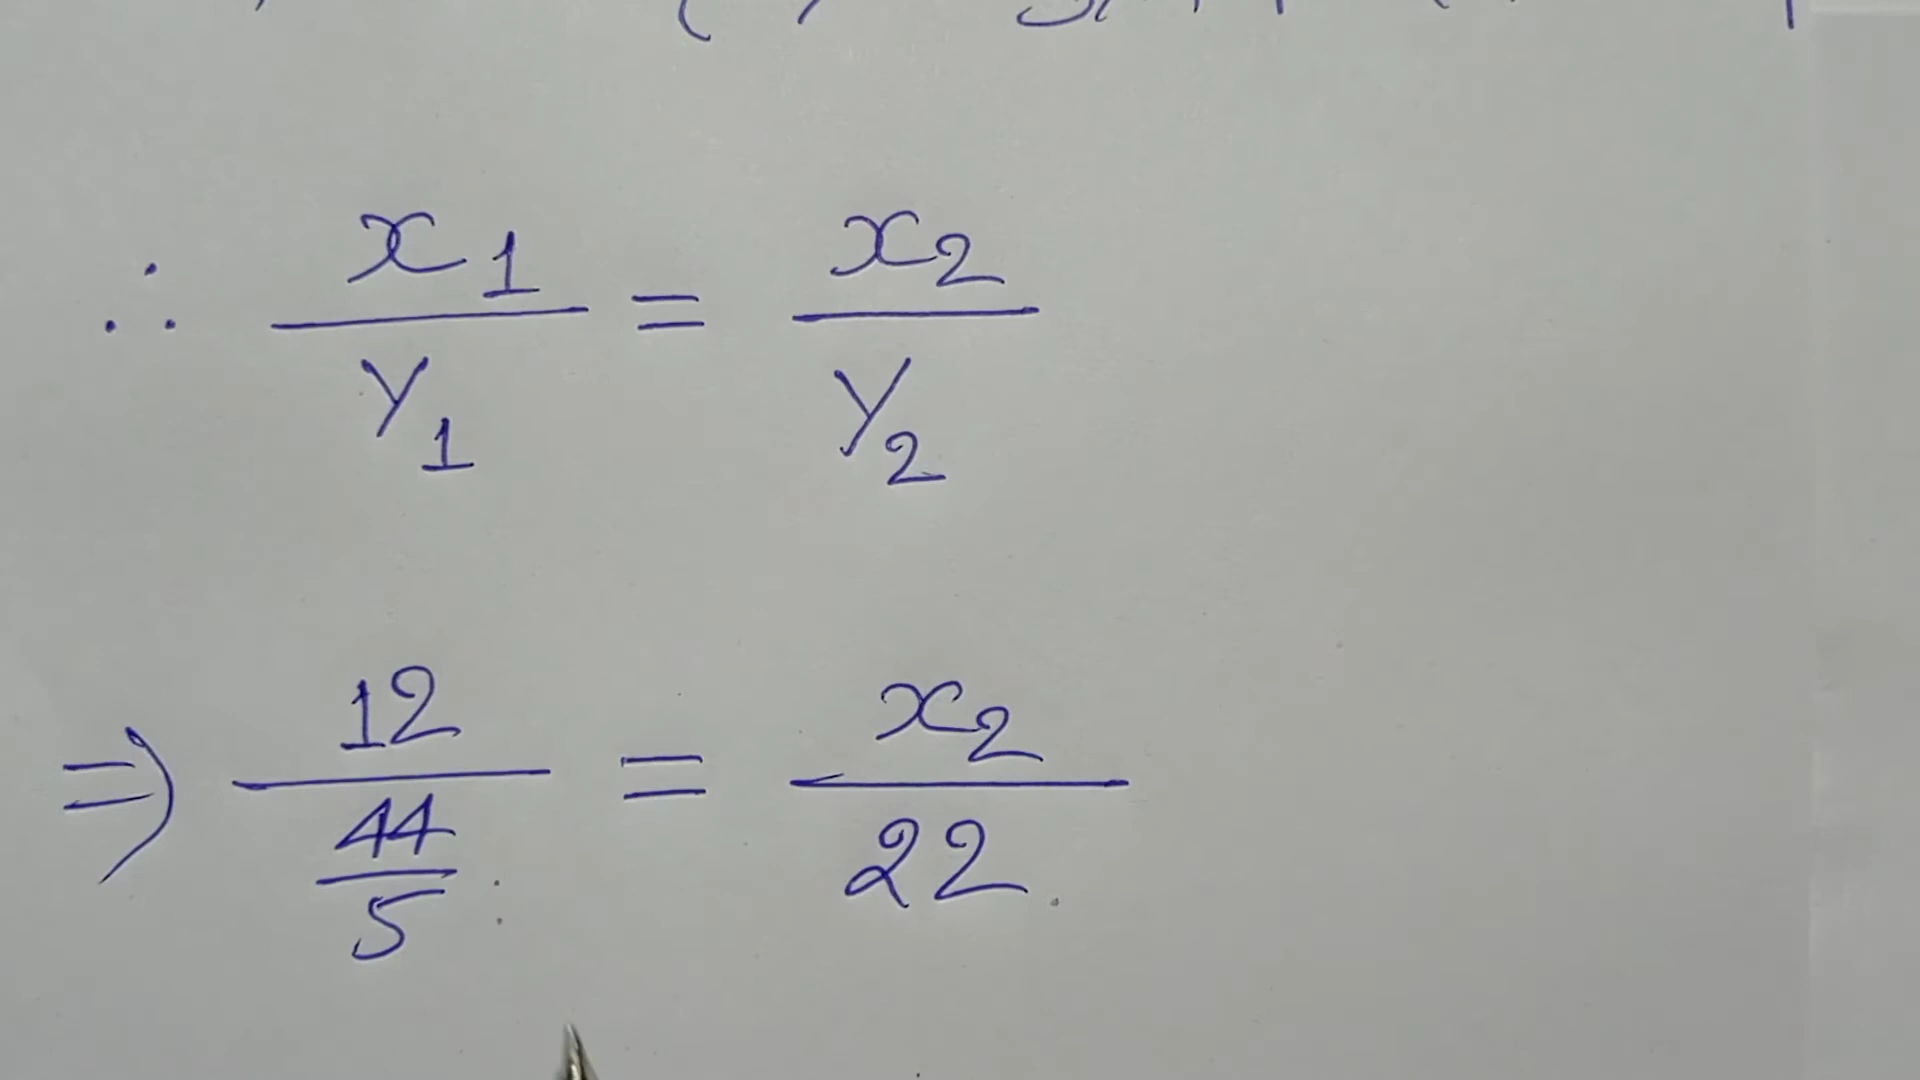 ∴ x₁/y₁ = x₂/y₂
⇒ 12/(44/5) = x₂/22